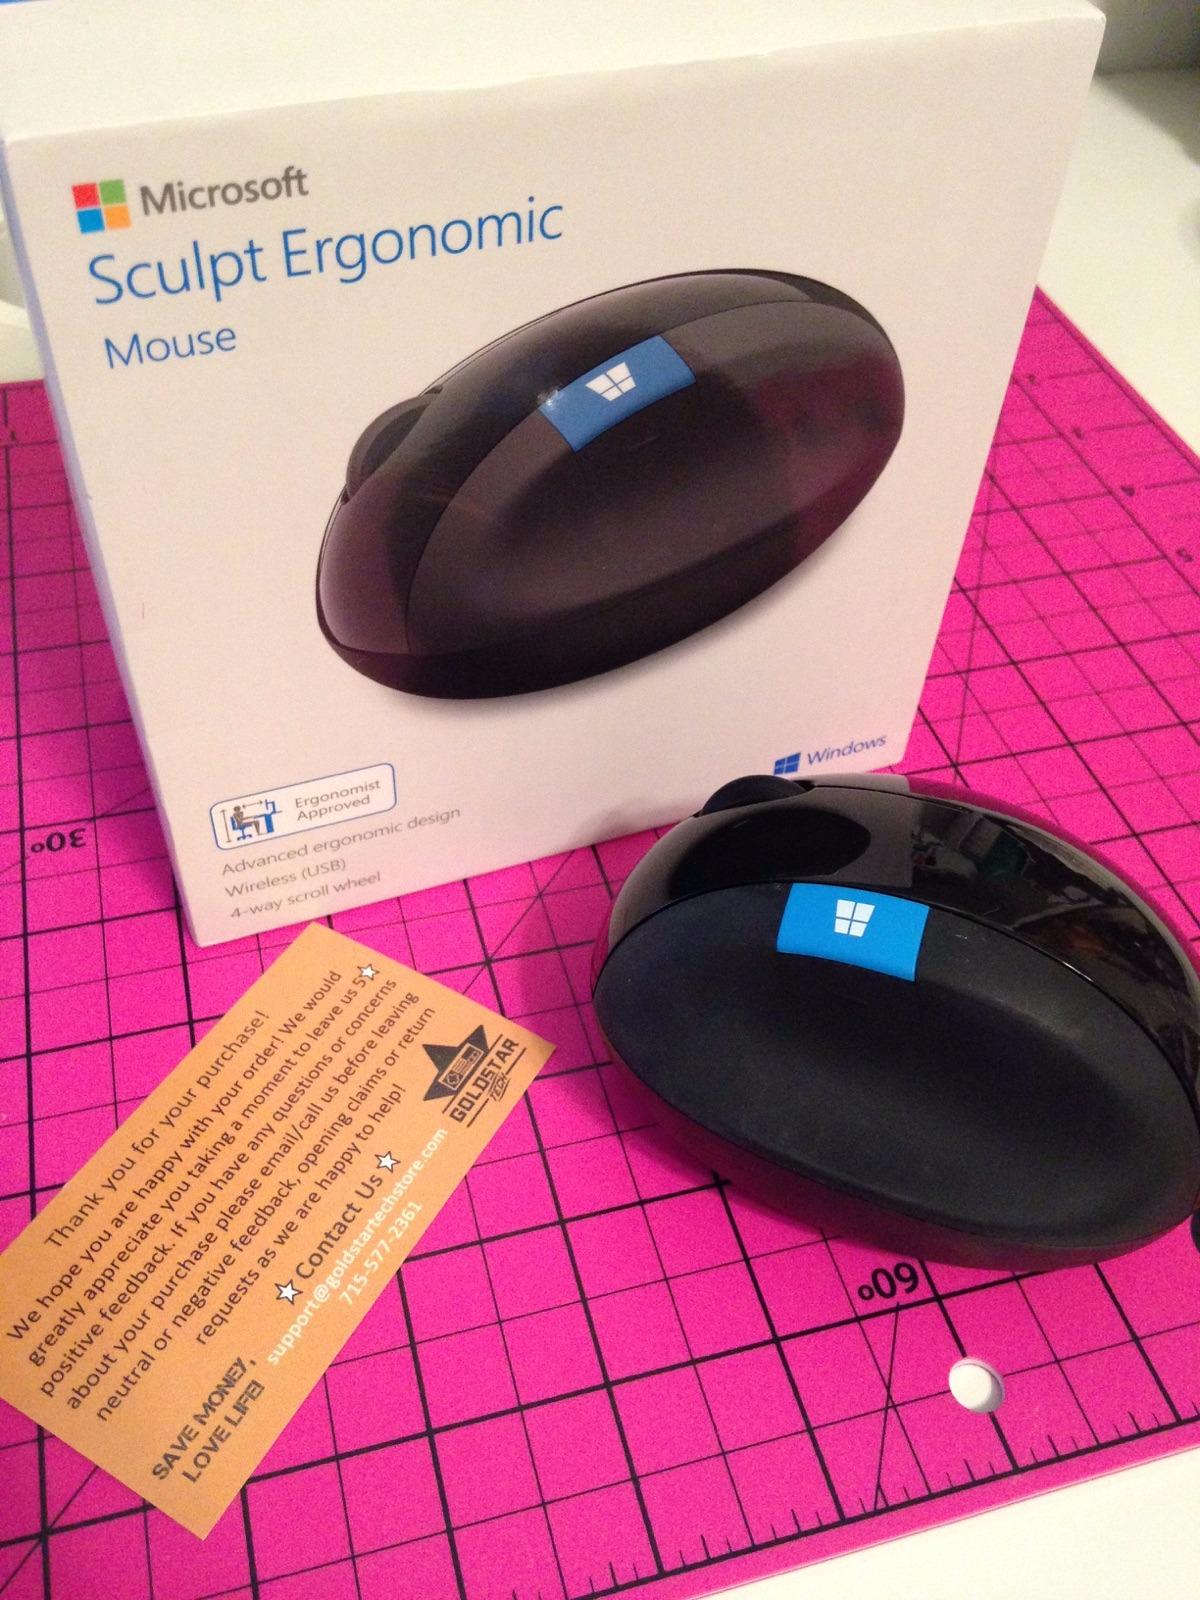 Microsoft
Sculpt Ergonomic
Mouse
Ergonomist
Approved
Advanced ergonomic design
Wireless (USB)
4-way scroll wheel
Windows
30°
60°
Thank you for your purchase!
We hope you are happy with your order! We would
greatly appreciate you taking a moment to leave us 5☆
positive feedback. If you have any questions or concerns
about your purchase please email/call us before leaving
neutral or negative feedback, opening claims or return
requests as we are happy to help!
☆ Contact Us ☆
support@goldstartechstore.com
715-577-2361
SAVE MONEY,
LOVE LIFE!
GOLDSTAR
TECH